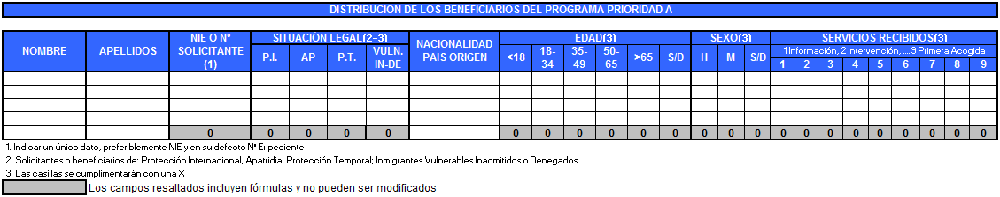 DISTRIBUCION DE LOS BENEFICIARIOS DEL PROGRAMA PRIORIDAD A
NOMBRE APELLIDOS NIE O Nº SOLICITANTE (1) SITUACIÓN LEGAL(2-3) NACIONALIDAD PAIS ORIGEN EDAD(3) SEXO(3) SERVICIOS RECIBIDOS(3)
1 Información, 2 Intervención, ....9 Primera Acogida
P.I. AP P.T. VULN. IN-DE <18 18-34 35-49 50-65 >65 S/D H M S/D 1 2 3 4 5 6 7 8 9
0 0 0 0 0 0 0 0 0 0 0 0 0 0 0 0 0 0 0 0 0 0 0
1. Indicar un único dato, preferiblemente NIE y en su defecto Nº Expediente
2. Solicitantes o beneficiarios de: Protección Internacional, Apatridia, Protección Temporal; Inmigrantes Vulnerables Inadmitidos o Denegados
3. Las casillas se cumplimentarán con una X
Los campos resaltados incluyen fórmulas y no pueden ser modificados